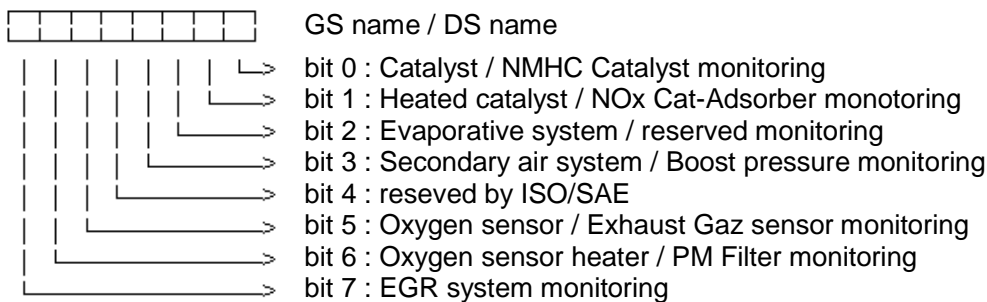 GS name / DS name
bit 0 : Catalyst / NMHC Catalyst monitoring
bit 1 : Heated catalyst / NOx Cat-Adsorber monotoring
bit 2 : Evaporative system / reserved monitoring
bit 3 : Secondary air system / Boost pressure monitoring
bit 4 : reseved by ISO/SAE
bit 5 : Oxygen sensor / Exhaust Gaz sensor monitoring
bit 6 : Oxygen sensor heater / PM Filter monitoring
bit 7 : EGR system monitoring